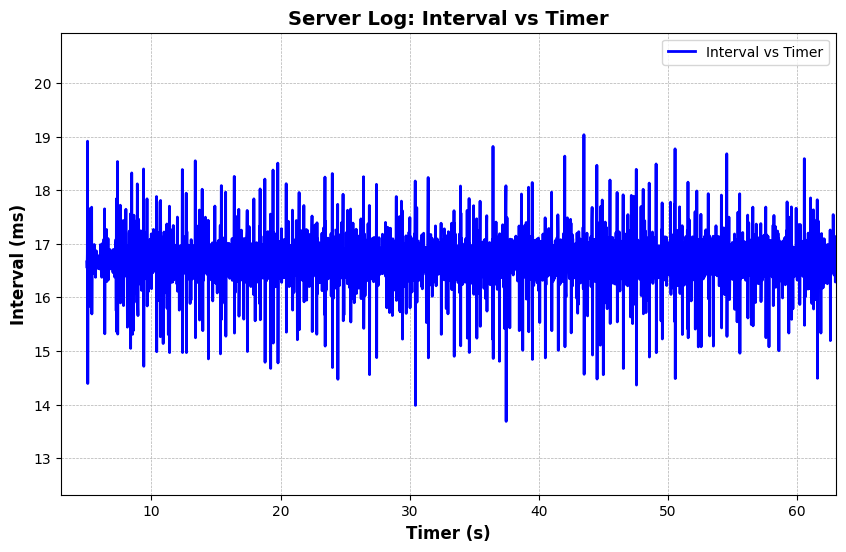 Server Log: Interval vs Timer
Interval vs Timer
20
19
18
17
16
15
14
13
Interval (ms)
10 20 30 40 50 60
Timer (s)